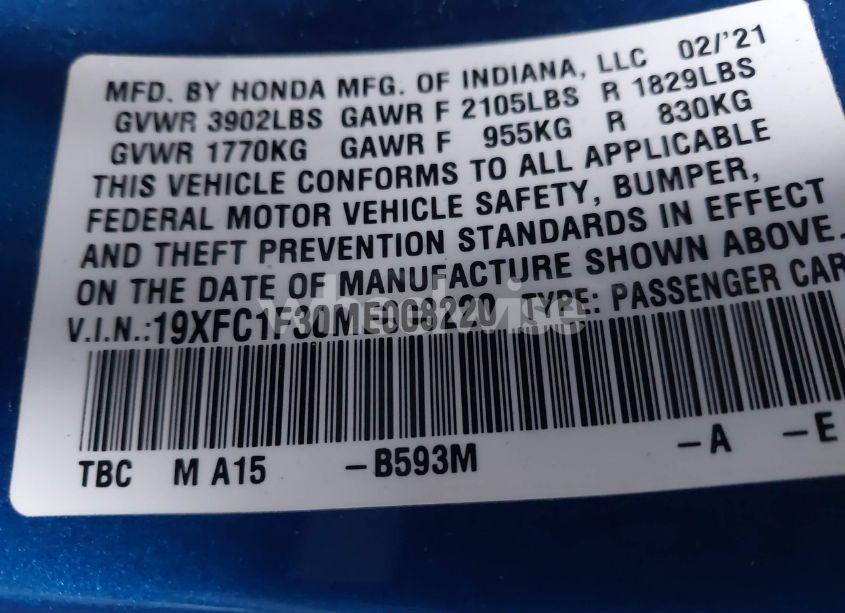 MFD. BY HONDA MFG. OF INDIANA, LLC 02/'21
GVWR 3902LBS GAWR F 2105LBS R 1829LBS
GVWR 1770KG GAWR F 955KG R 830KG
THIS VEHICLE CONFORMS TO ALL APPLICABLE
FEDERAL MOTOR VEHICLE SAFETY, BUMPER,
AND THEFT PREVENTION STANDARDS IN EFFECT
ON THE DATE OF MANUFACTURE SHOWN ABOVE.
V.I.N.: TYPE: PASSENGER CAR
TBC M A15 -B593M -A -E